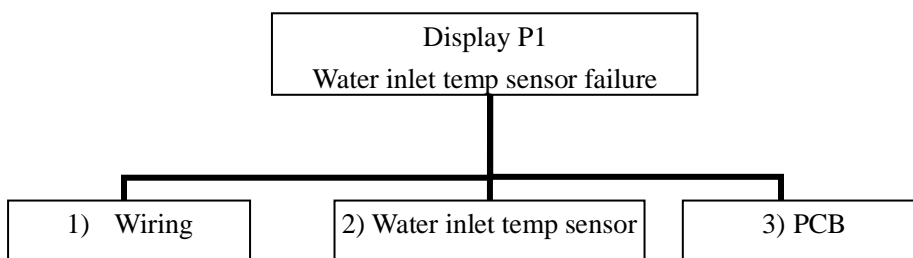 Display P1
Water inlet temp sensor failure
1) Wiring
2) Water inlet temp sensor
3) PCB